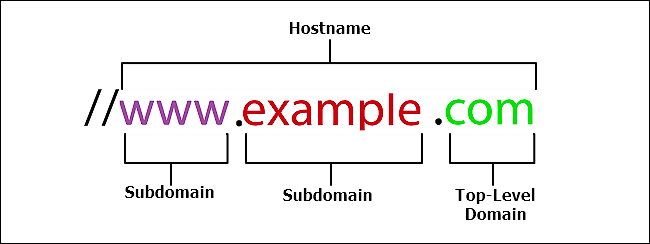 Hostname
//www.example.com
Subdomain
Subdomain
Top-Level
Domain